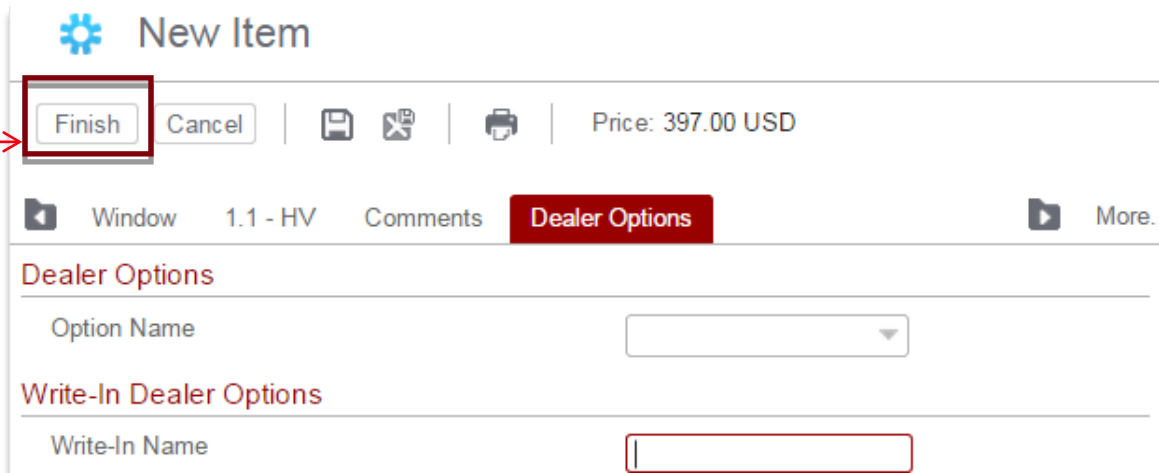 New Item
Finish Cancel Price: 397.00 USD
Window 1.1 - HV Comments Dealer Options More.
Dealer Options
Option Name
Write-In Dealer Options
Write-In Name